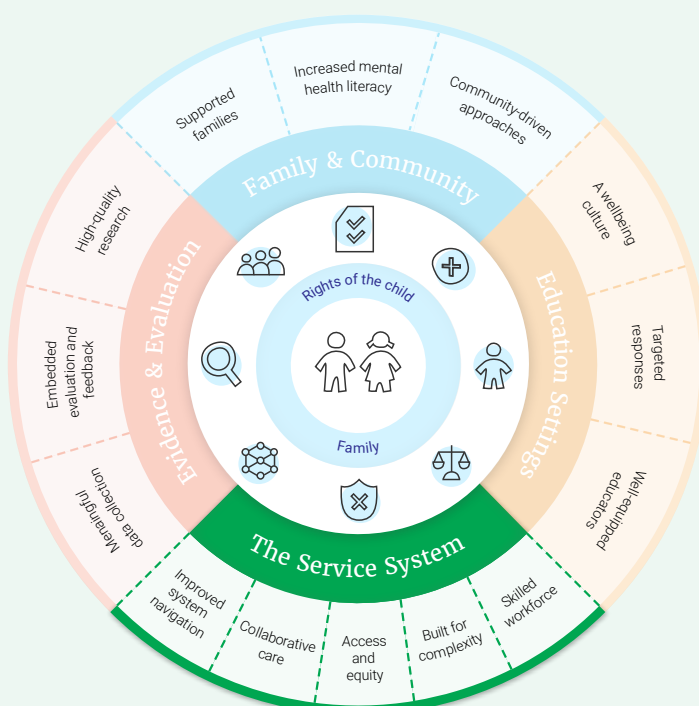 Supported
families
Increased mental
health literacy
Community-driven
approaches
Family & Community
A wellbeing
culture
Targeted
responses
Well-equipped
educators
Education Settings
Skilled
workforce
Built for
complexity
Access
and
equity
Collaborative
care
Improved
system
navigation
The Service System
Menaingful
data collection
Embedded
evaluation and
feedback
High-quality
research
Evidence & Evaluation
Rights of the child
Family